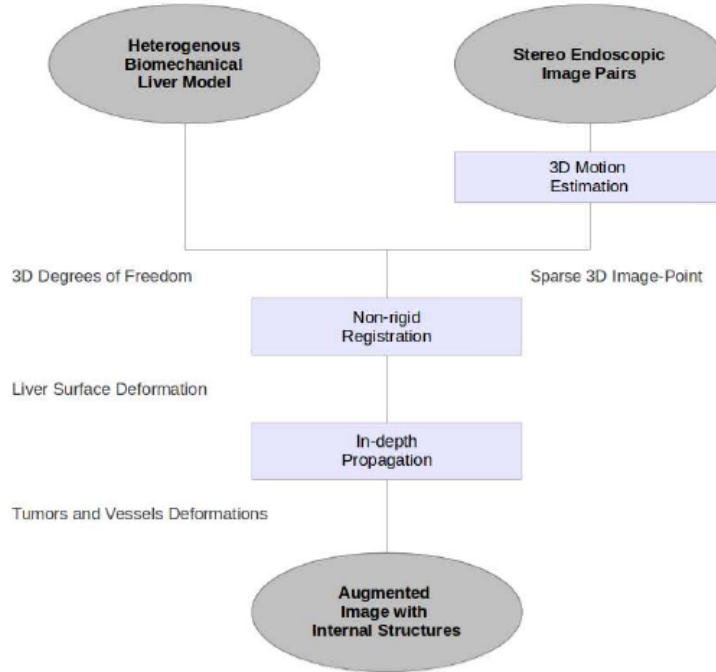 Heterogenous
Biomechanical
Liver Model
Stereo Endoscopic
Image Pairs
3D Motion
Estimation
3D Degrees of Freedom
Sparse 3D Image-Point
Non-rigid
Registration
Liver Surface Deformation
In-depth
Propagation
Tumors and Vessels Deformations
Augmented
Image with
Internal Structures